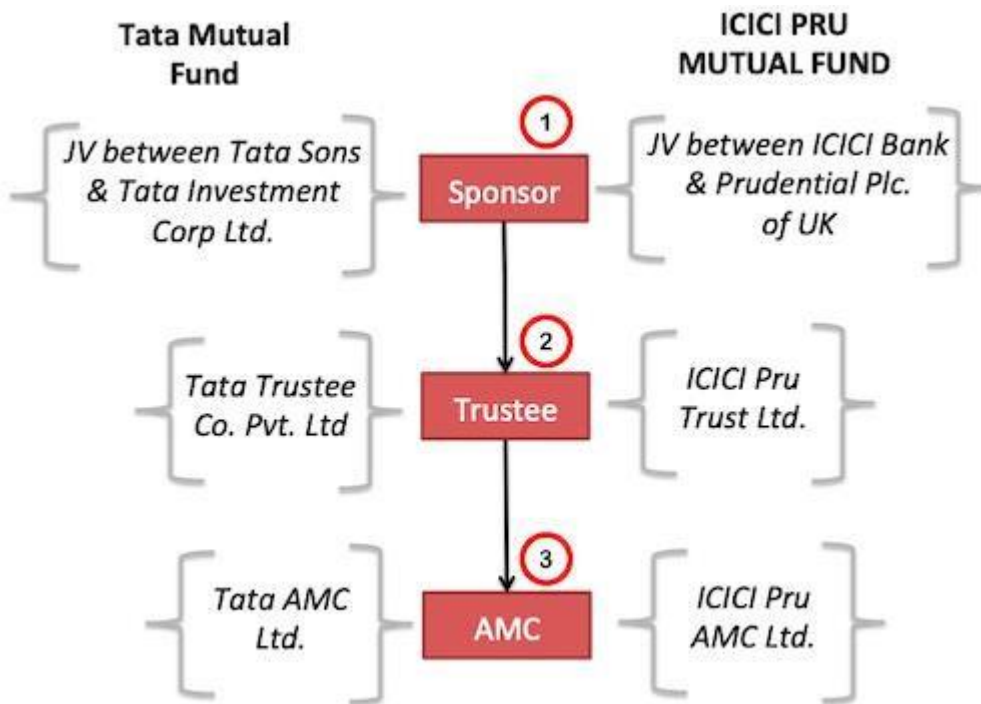 Tata Mutual
Fund
ICICI PRU
MUTUAL FUND
1
JV between Tata Sons
& Tata Investment
Corp Ltd.
Sponsor
JV between ICICI Bank
& Prudential Plc.
of UK
2
Tata Trustee
Co. Pvt. Ltd
Trustee
ICICI Pru
Trust Ltd.
3
Tata AMC
Ltd.
AMC
ICICI Pru
AMC Ltd.